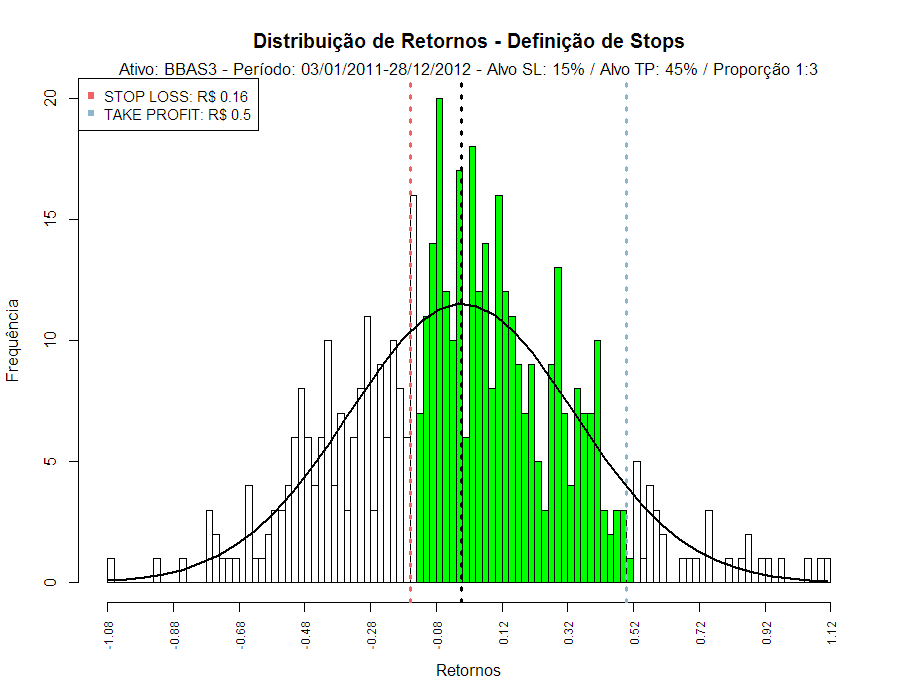 Distribuição de Retornos - Definição de Stops
Ativo: BBAS3 - Período: 03/01/2011-28/12/2012 - Alvo SL: 15% / Alvo TP: 45% / Proporção 1:3
STOP LOSS: R$ 0.16
TAKE PROFIT: R$ 0.5
Frequência
20
15
10
5
0
-1.08 -0.88 -0.68 -0.48 -0.28 -0.08 0.12 0.32 0.52 0.72 0.92 1.12
Retornos